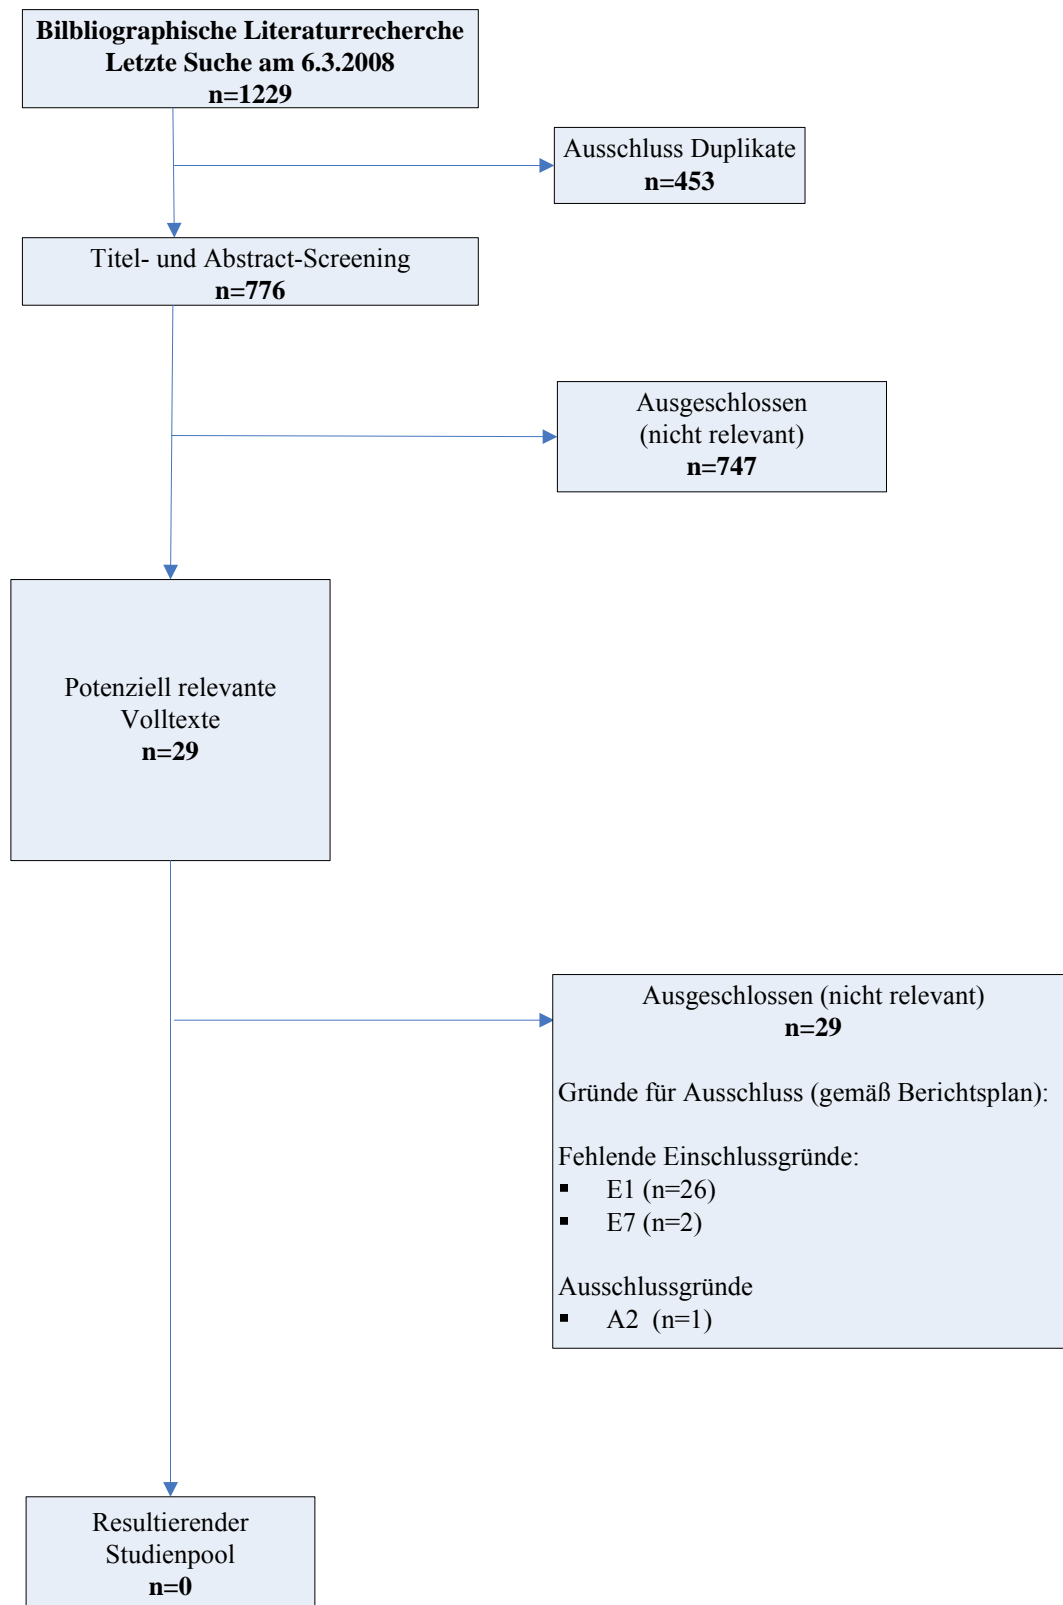 Bilbliographische Literaturrecherche
Letzte Suche am 6.3.2008
n=1229
Ausschluss Duplikate
n=453
Titel- und Abstract-Screening
n=776
Ausgeschlossen
(nicht relevant)
n=747
Potenziell relevante
Volltexte
n=29
Ausgeschlossen (nicht relevant)
n=29
Gründe für Ausschluss (gemäß Berichtsplan):
Fehlende Einschlussgründe:
▪ E1 (n=26)
▪ E7 (n=2)
Ausschlussgründe
▪ A2 (n=1)
Resultierender
Studienpool
n=0